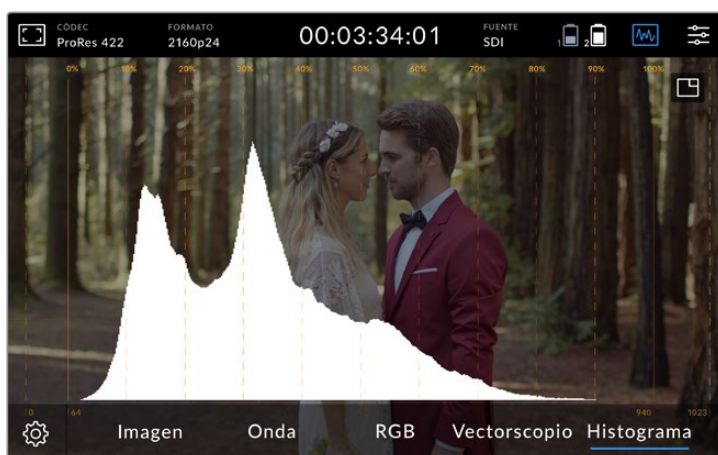 CÓDEC
ProRes 422
FORMATO
2160p24
00:03:34:01
FUENTE
SDI
1
2
0% 10% 20% 30% 40% 50% 60% 70% 80% 90% 100%
0 64 940 1023
Imagen Onda RGB Vectorscopio Histograma